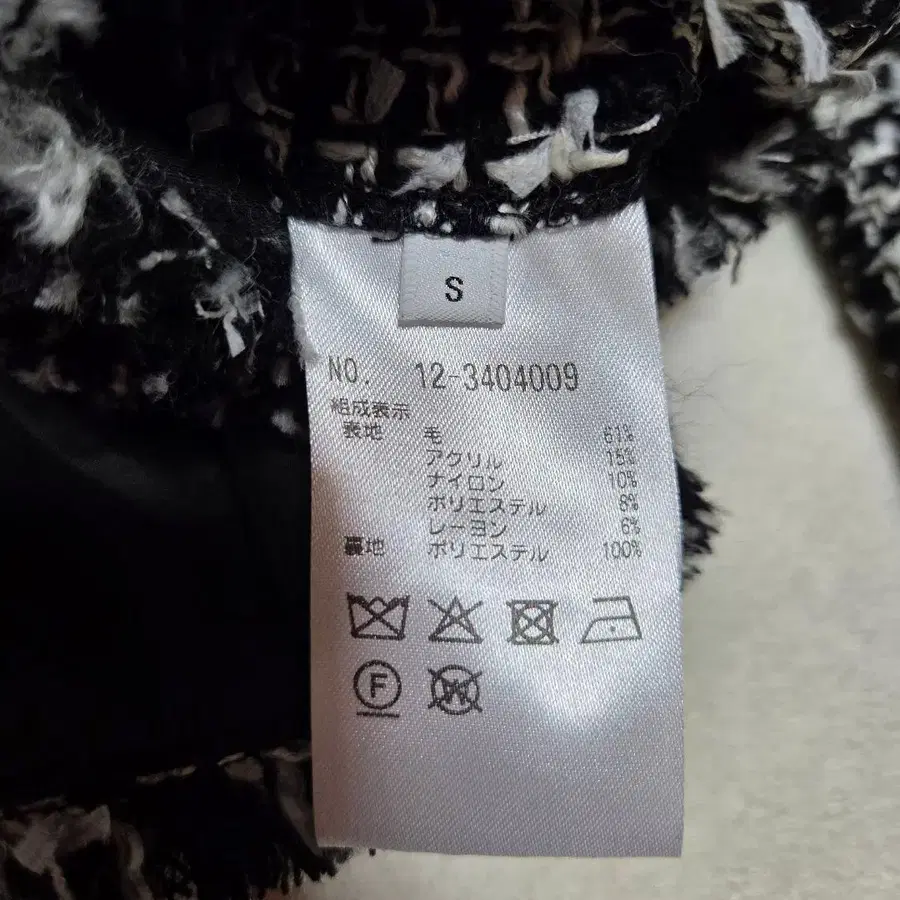 S
NO. 12-3404009
組成表示
表地 毛 61%
アクリル 15%
ナイロン 10%
ポリエステル 8%
レーヨン 6%
裏地 ポリエステル 100%
F W